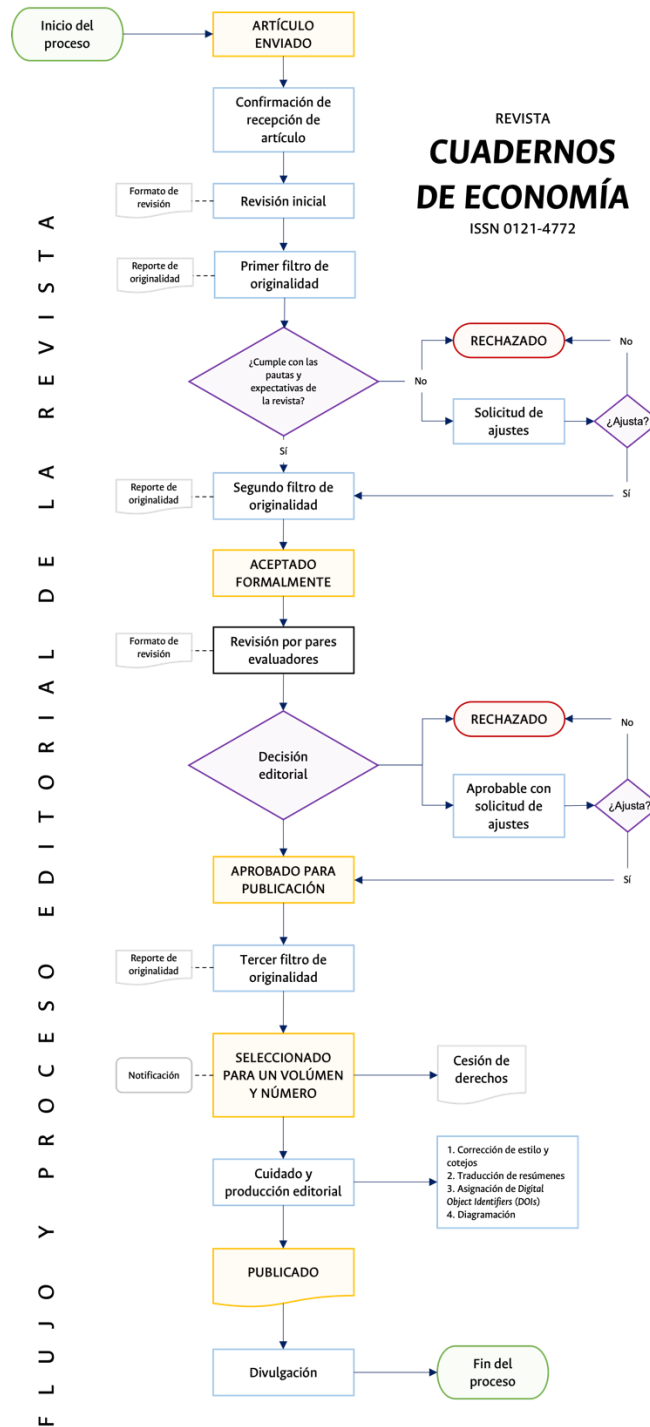 Inicio del
proceso
ARTÍCULO
ENVIADO
Confirmación de
recepción de
artículo
REVISTA
CUADERNOS
DE ECONOMÍA
ISSN 0121-4772
Formato de
revisión
Revisión inicial
Reporte de
originalidad
Primer filtro de
originalidad
¿Cumple con las
pautas y
expectativas de
la revista?
No
RECHAZADO
No
Solicitud de
ajustes
¿Ajusta?
Sí
Sí
Reporte de
originalidad
Segundo filtro de
originalidad
ACEPTADO
FORMALMENTE
Formato de
revisión
Revisión por pares
evaluadores
Decisión
editorial
RECHAZADO
No
Aprobable con
solicitud de
ajustes
¿Ajusta?
Sí
APROBADO PARA
PUBLICACIÓN
Reporte de
originalidad
Tercer filtro de
originalidad
Notificación
SELECCIONADO
PARA UN VOLÚMEN
Y NÚMERO
Cesión de
derechos
Cuidado y
producción editorial
1. Corrección de estilo y
cotejos
2. Traducción de resúmenes
3. Asignación de Digital
Object Identifiers (DOIs)
4. Diagramación
PUBLICADO
Divulgación
Fin del
proceso
FLUJO Y PROCESO EDITORIAL DE LA REVISTA